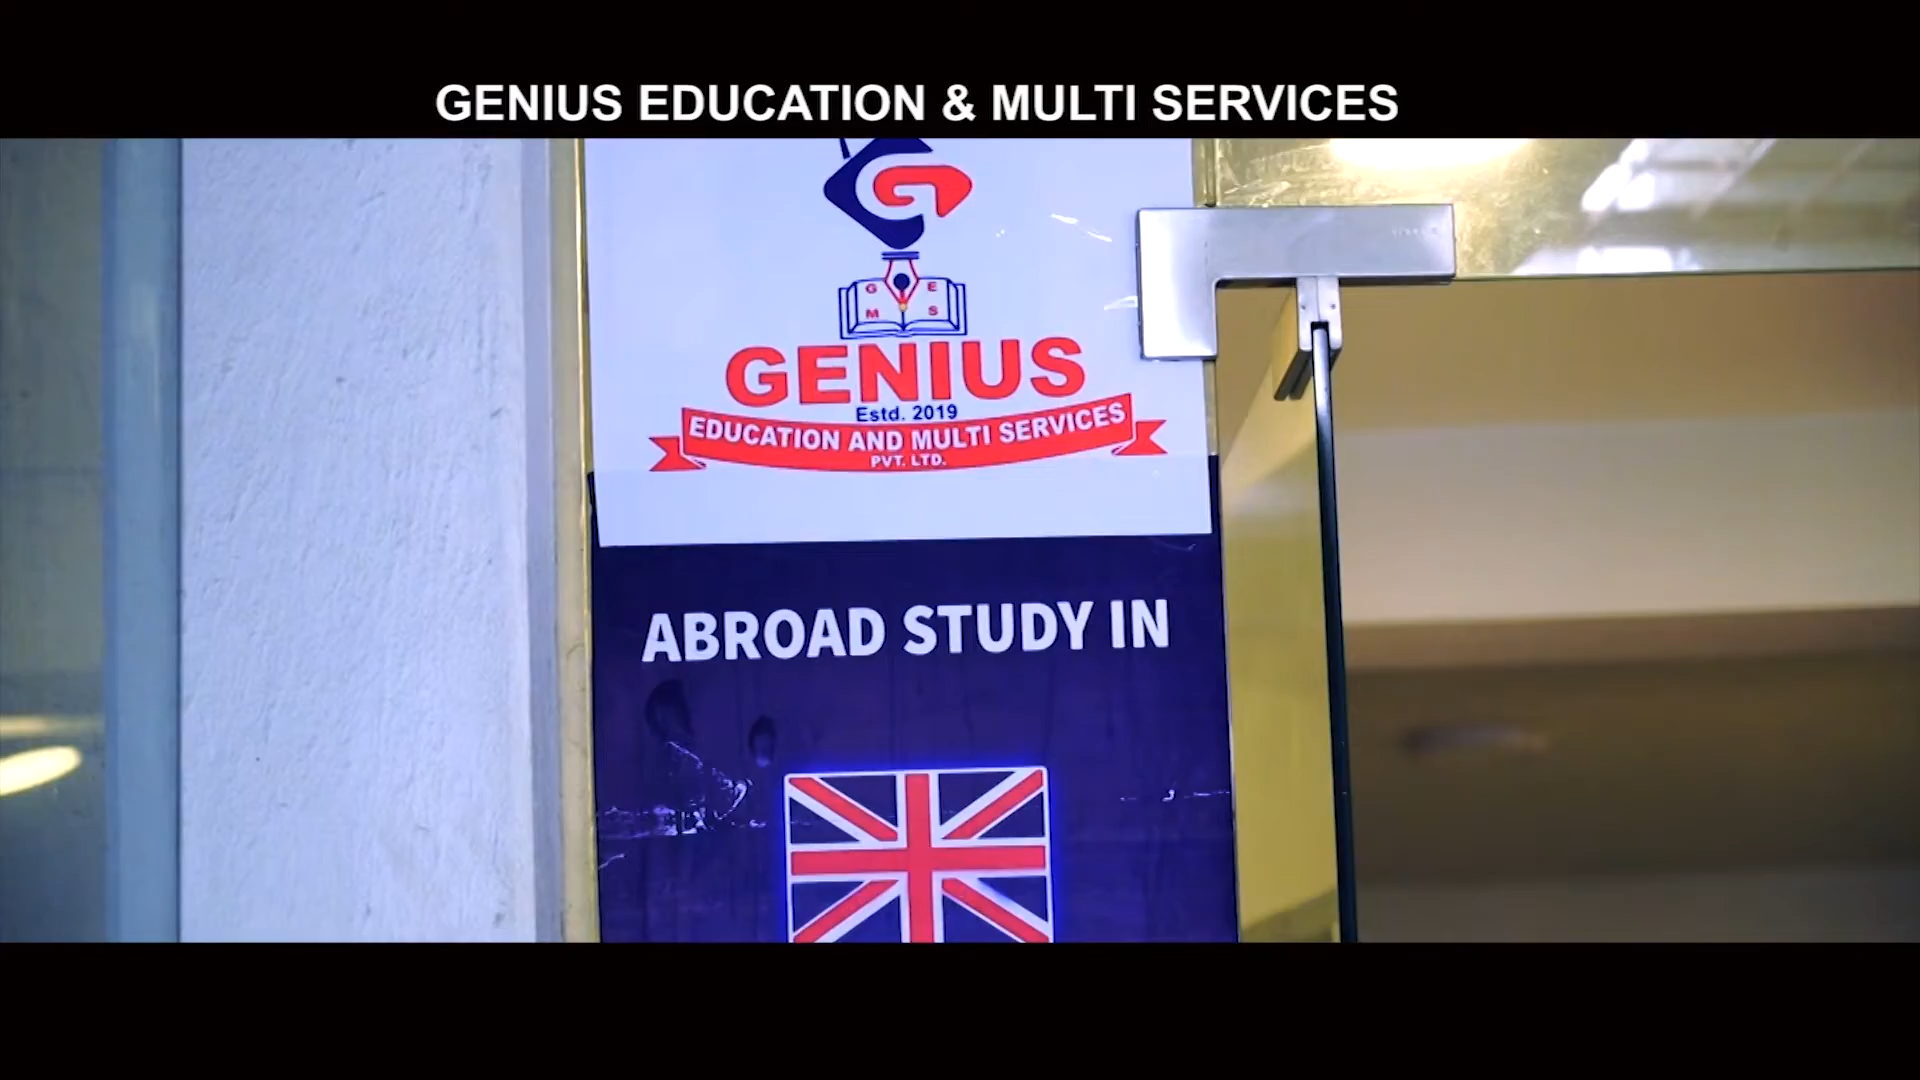 GENIUS EDUCATION & MULTI SERVICES
G E
M S
GENIUS
Estd. 2019
EDUCATION AND MULTI SERVICES
PVT. LTD.
ABROAD STUDY IN